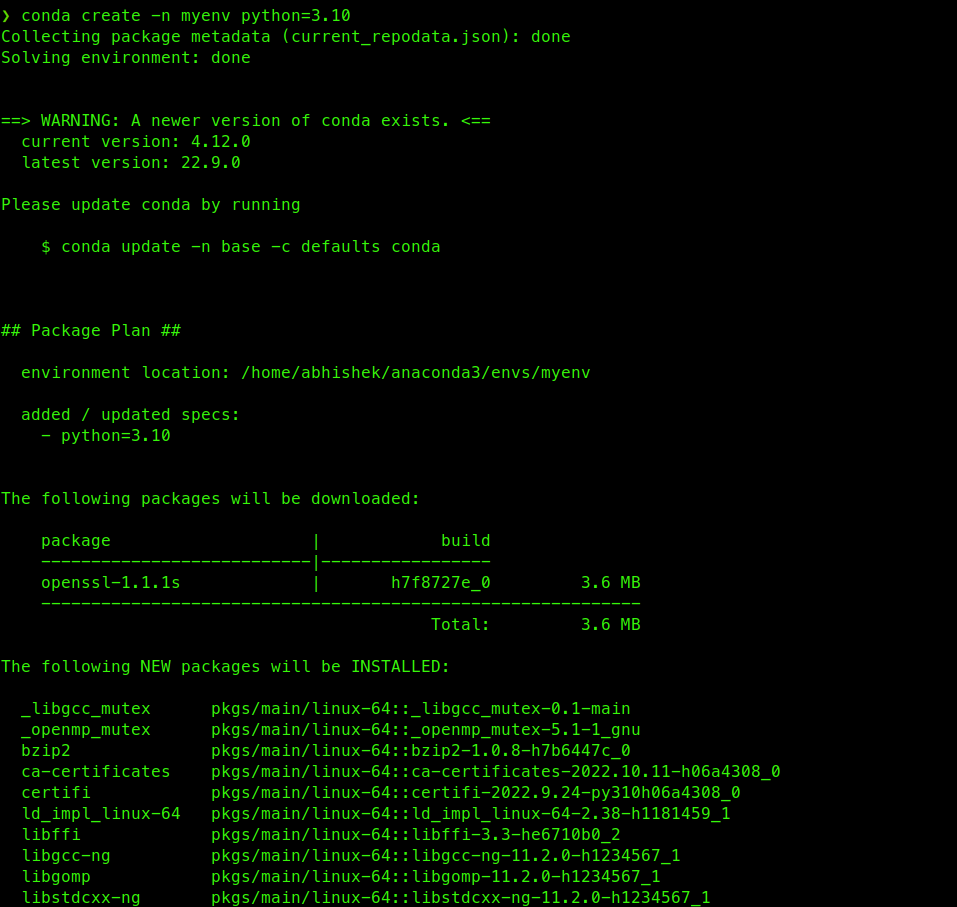 ❯ conda create -n myenv python=3.10
Collecting package metadata (current_repodata.json): done
Solving environment: done
==> WARNING: A newer version of conda exists. <==
  current version: 4.12.0
  latest version: 22.9.0
Please update conda by running
    $ conda update -n base -c defaults conda
## Package Plan ##
  environment location: /home/abhishek/anaconda3/envs/myenv
  added / updated specs:
    - python=3.10
The following packages will be downloaded:
    package                    |            build
    ---------------------------|-----------------
    openssl-1.1.1s             |       h7f8727e_0         3.6 MB
    ------------------------------------------------------------
                                           Total:         3.6 MB
The following NEW packages will be INSTALLED:
  _libgcc_mutex      pkgs/main/linux-64::_libgcc_mutex-0.1-main
  _openmp_mutex      pkgs/main/linux-64::_openmp_mutex-5.1-1_gnu
  bzip2              pkgs/main/linux-64::bzip2-1.0.8-h7b6447c_0
  ca-certificates    pkgs/main/linux-64::ca-certificates-2022.10.11-h06a4308_0
  certifi            pkgs/main/linux-64::certifi-2022.9.24-py310h06a4308_0
  ld_impl_linux-64   pkgs/main/linux-64::ld_impl_linux-64-2.38-h1181459_1
  libffi             pkgs/main/linux-64::libffi-3.3-he6710b0_2
  libgcc-ng          pkgs/main/linux-64::libgcc-ng-11.2.0-h1234567_1
  libgomp            pkgs/main/linux-64::libgomp-11.2.0-h1234567_1
  libstdcxx-ng       pkgs/main/linux-64::libstdcxx-ng-11.2.0-h1234567_1